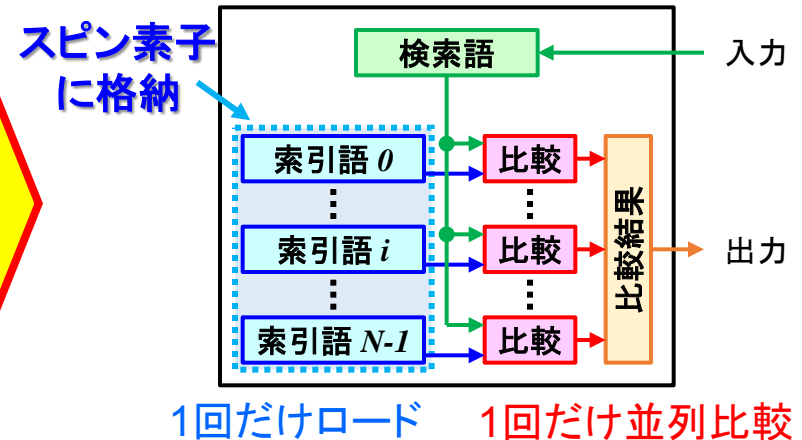 スピン素子
に格納
検索語
入力
索引語 0
比較
索引語 i
比較
比較結果
出力
索引語 N-1
比較
1回だけロード
1回だけ並列比較